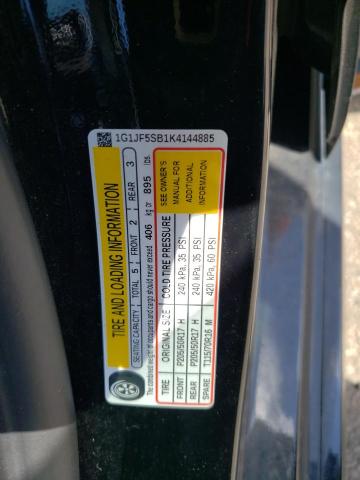 1G1JF5SB1K4144885
TIRE AND LOADING INFORMATION
SEATING CAPACITY TOTAL 5 FRONT 2 REAR 3
The combined weight of occupants and cargo should never exceed 406 kg or 895 lbs.
TIRE ORIGINAL SIZE COLD TIRE PRESSURE
FRONT P205/50R17 H 240 kPa, 35 PSI
REAR P205/50R17 H 240 kPa, 35 PSI
SPARE T115/70R16 M 420 kPa, 60 PSI
SEE OWNER'S
MANUAL FOR
ADDITIONAL
INFORMATION